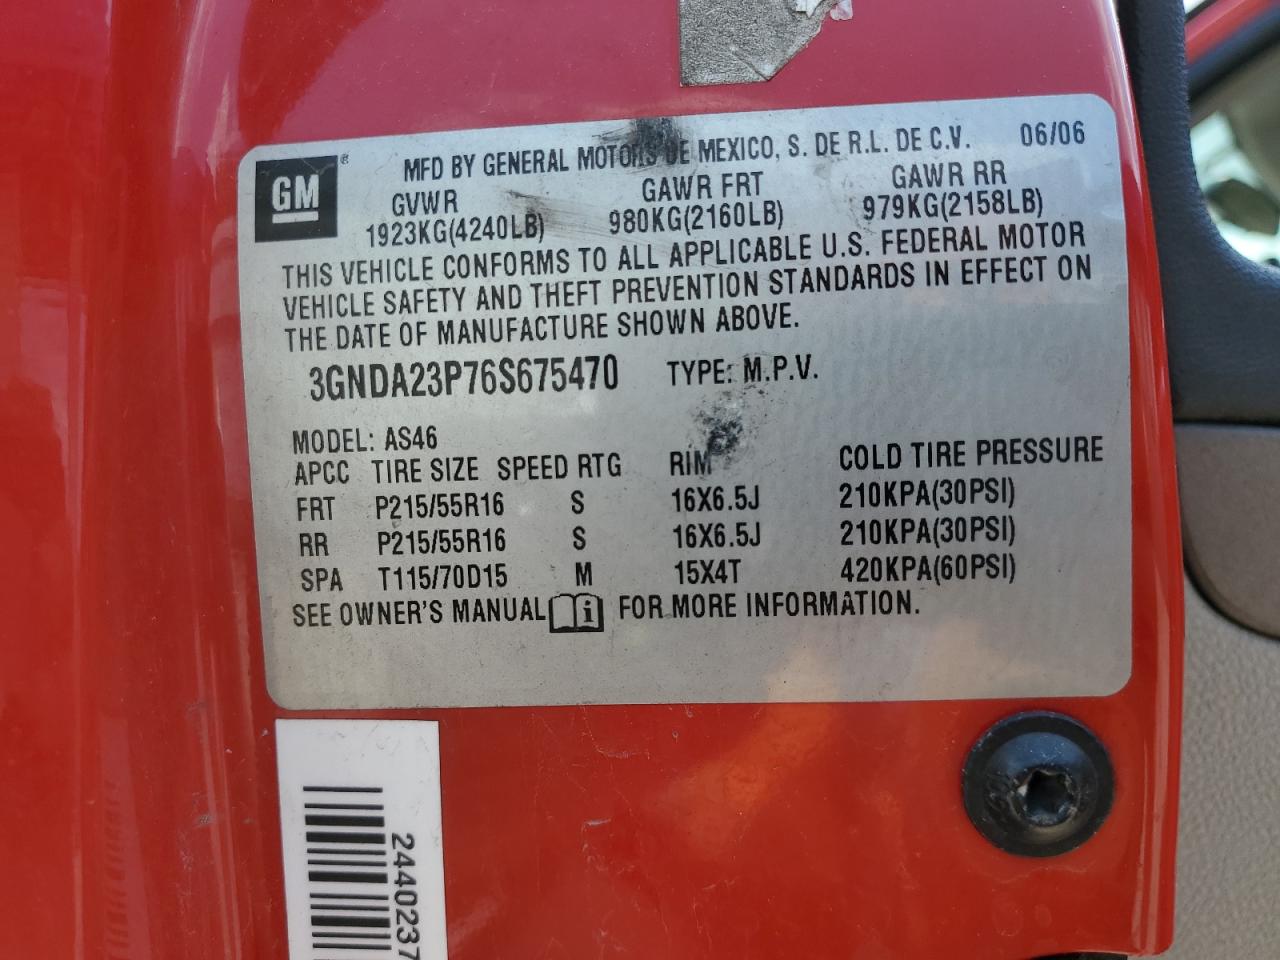 GM ®
MFD BY GENERAL MOTORS DE MEXICO, S. DE R.L. DE C.V. 06/06
GVWR GAWR FRT GAWR RR
1923KG(4240LB) 980KG(2160LB) 979KG(2158LB)
THIS VEHICLE CONFORMS TO ALL APPLICABLE U.S. FEDERAL MOTOR
VEHICLE SAFETY AND THEFT PREVENTION STANDARDS IN EFFECT ON
THE DATE OF MANUFACTURE SHOWN ABOVE.
3GNDA23P76S675470 TYPE: M.P.V.
MODEL: AS46
APCC TIRE SIZE SPEED RTG RIM COLD TIRE PRESSURE
FRT P215/55R16 S 16X6.5J 210KPA(30PSI)
RR P215/55R16 S 16X6.5J 210KPA(30PSI)
SPA T115/70D15 M 15X4T 420KPA(60PSI)
SEE OWNER'S MANUAL i FOR MORE INFORMATION.
2440237